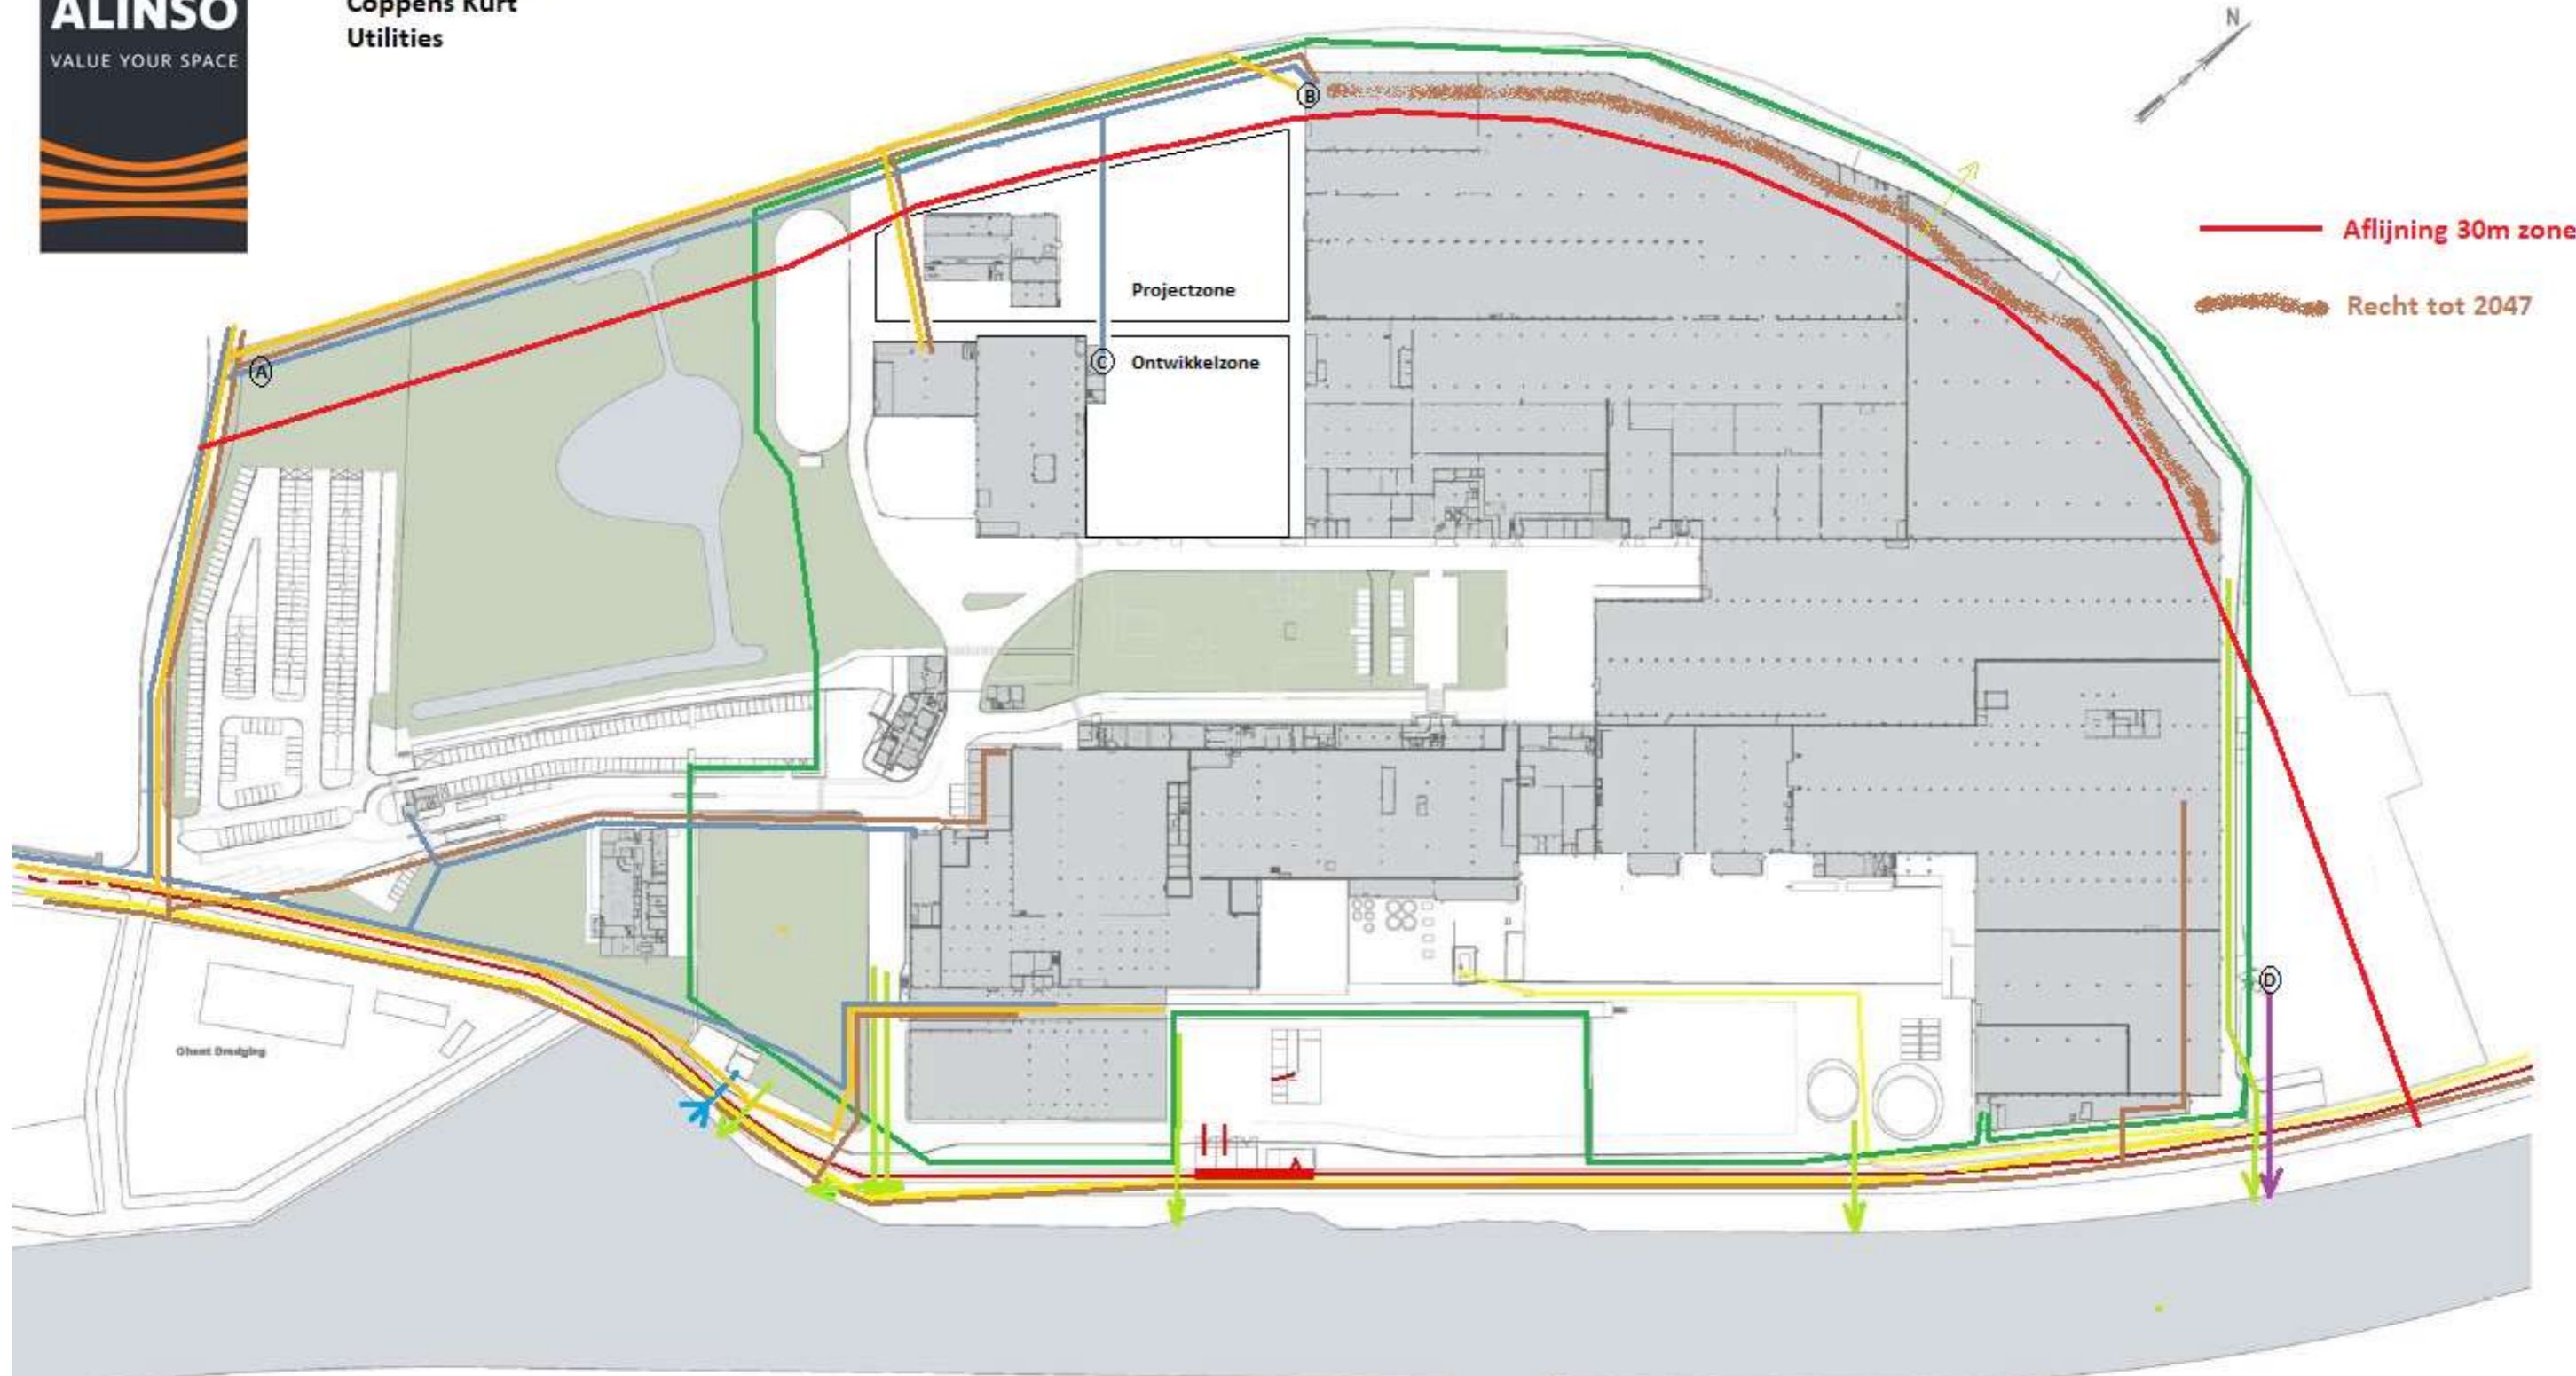 ALINSO
VALUE YOUR SPACE
Coppens Kurt
Utilities
N
B
Aflijning 30m zone
Projectzone
Recht tot 2047
A
C
Ontwikkelzone
D
Ghent Dredging